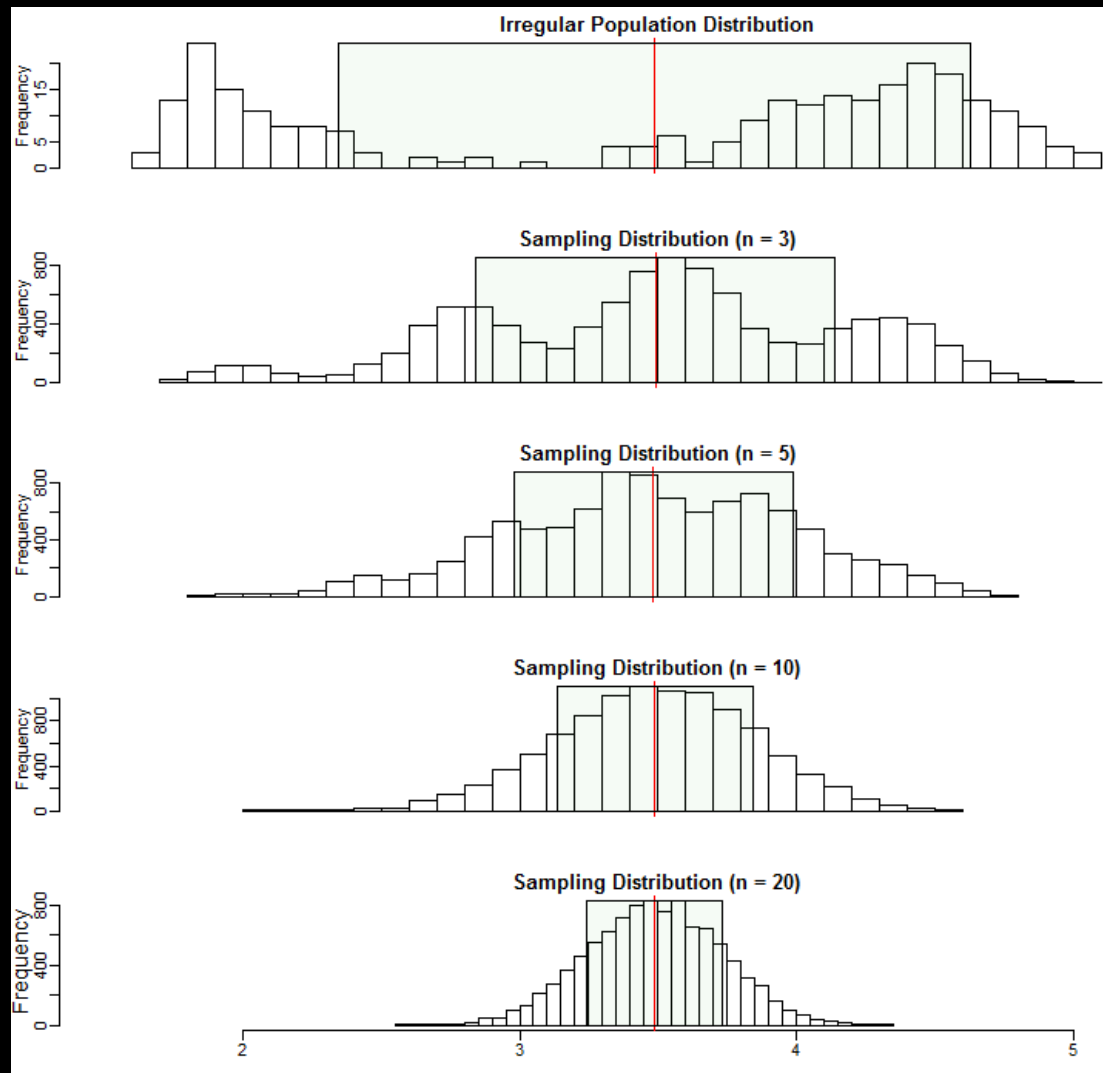 Irregular Population Distribution
Frequency
15
5
0
Sampling Distribution (n = 3)
Frequency
800
400
0
Sampling Distribution (n = 5)
Frequency
800
400
0
Sampling Distribution (n = 10)
Frequency
800
400
0
Sampling Distribution (n = 20)
Frequency
800
400
0
2 3 4 5